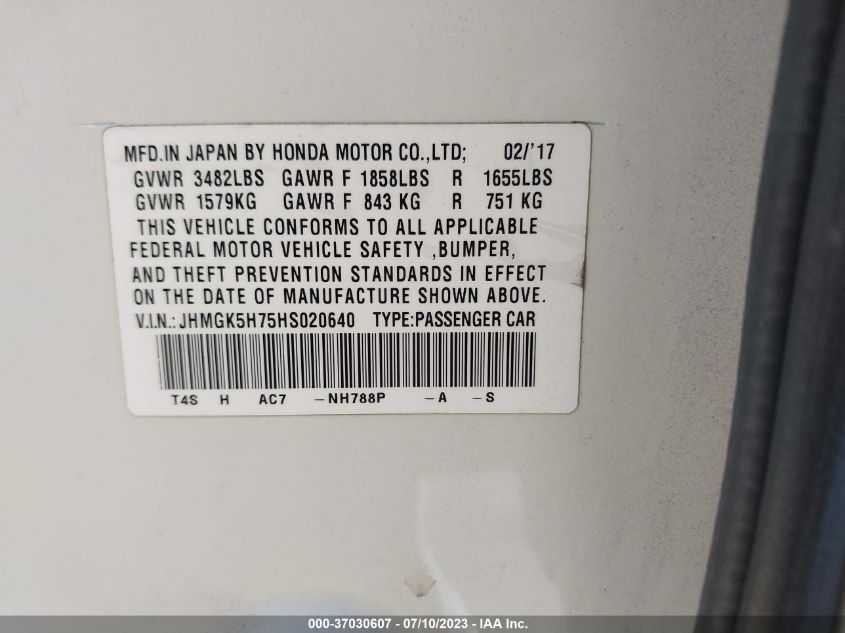 MFD.IN JAPAN BY HONDA MOTOR CO.,LTD; 02/'17
GVWR 3482LBS GAWR F 1858LBS R 1655LBS
GVWR 1579KG GAWR F 843 KG R 751 KG
THIS VEHICLE CONFORMS TO ALL APPLICABLE
FEDERAL MOTOR VEHICLE SAFETY ,BUMPER,
AND THEFT PREVENTION STANDARDS IN EFFECT
ON THE DATE OF MANUFACTURE SHOWN ABOVE.
V.I.N.: JHMGK5H75HS020640 TYPE:PASSENGER CAR
T4S H AC7 -NH788P -A -S
000-37030607 - 07/10/2023 - © IAA Inc.